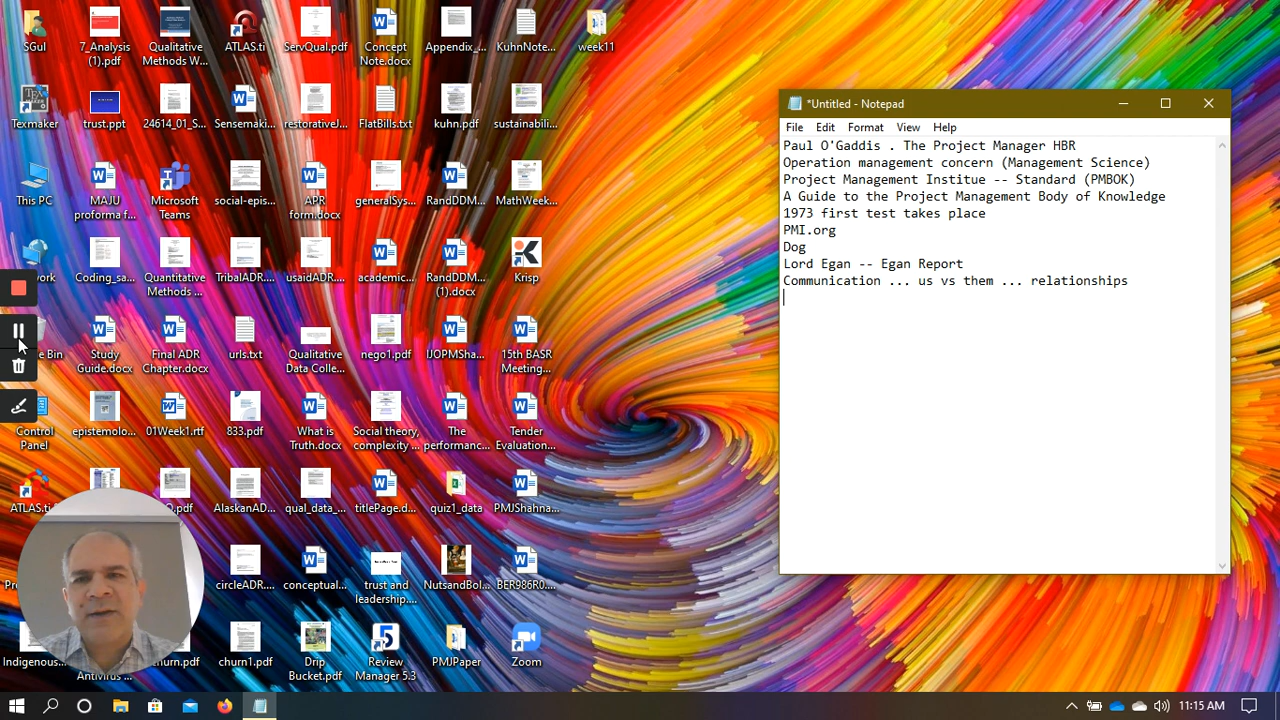 SGul
7_Analysis
(1).pdf
Qualitative
Methods W...
ATLAS.ti
ServQual.pdf
Concept
Note.docx
Appendix_...
KuhnNote...
week11
Texmaker
trust.ppt
24614_01_S...
Sensemaki...
restorativeJ...
FlatBills.txt
kuhn.pdf
sustainabili...
This PC
MAJU
proforma f...
Microsoft
Teams
social-epis...
APR
form.docx
generalSys...
RandDDM...
MathWeek...
Coding_sa...
Quantitative
Methods ...
TribalADR....
usaidADR....
academic...
RandDDM...
(1).docx
Krisp
Study
Guide.docx
Final ADR
Chapter.docx
urls.txt
Qualitative
Data Colle...
nego1.pdf
IJOPMSha...
15th BASR
Meeting...
Control
Panel
epistemolo...
01Week1.rtf
833.pdf
What is
Truth.docx
Social theory,
complexity ...
The
performanc...
Tender
Evaluation...
ATLAS.ti
AlaskanAD...
qual_data_...
titlePage.d...
quiz1_data
PMJShahna...
circleADR....
conceptual...
trust and
leadership....
NutsandBol...
BER986R0....
Indigenous...
Antivirus ...
churn.pdf
churn1.pdf
Drip
Bucket.pdf
Review
Manager 5.3
PMJPaper
Zoom
*Untitled - Notepad
File Edit Format View Help
Paul O'Gaddis . The Project Manager HBR
Management Science)
Project Management Institue -- Standard (PMBOK)
A Guide to the Project Management Body of Knowledge
1973 first test takes place
PMI.org
Dog
Lord Egan -- Egan Report
Communication ... us vs them ... relationships
11:15 AM